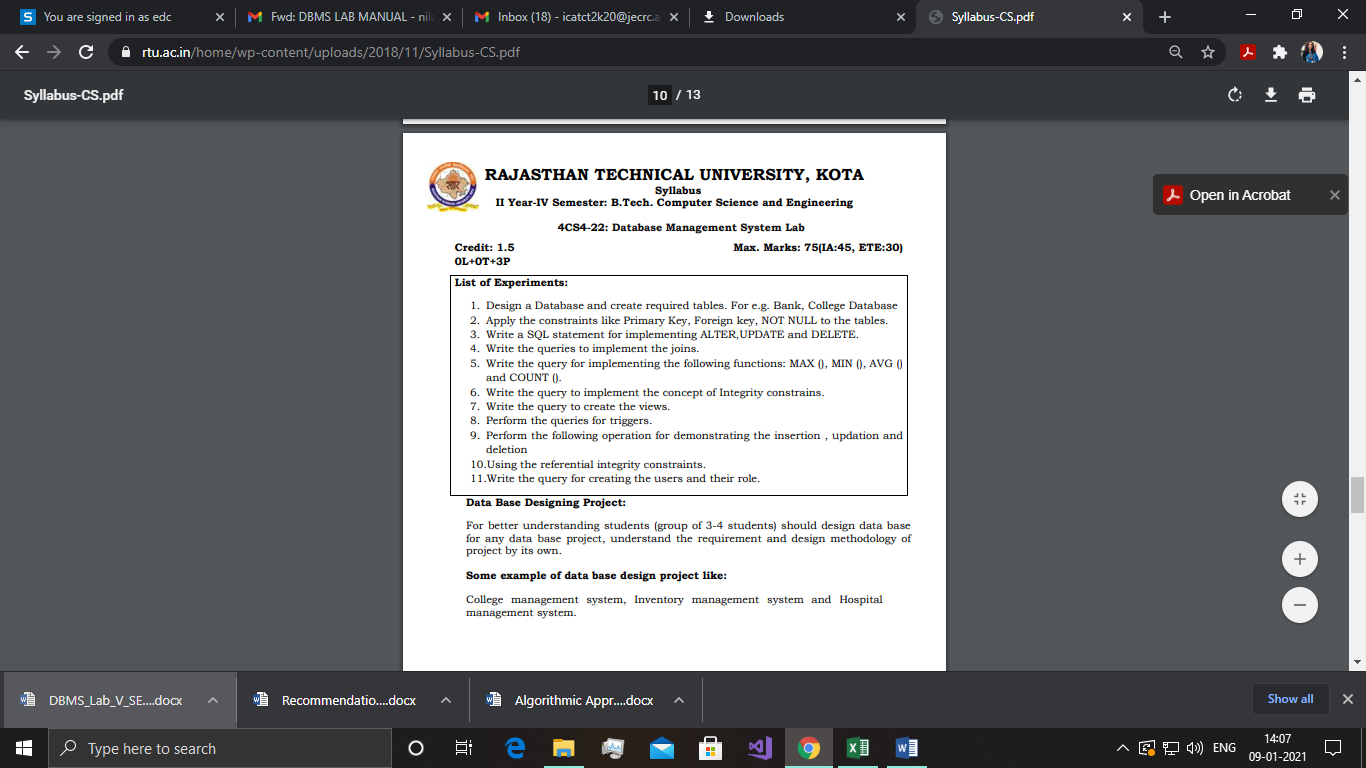 You are signed in as edc
Fwd: DBMS LAB MANUAL - nil
Inbox (18) - icatct2k20@jecrc.a
Downloads
Syllabus-CS.pdf
rtu.ac.in/home/wp-content/uploads/2018/11/Syllabus-CS.pdf
Syllabus-CS.pdf
10 / 13
Open in Acrobat
RAJASTHAN TECHNICAL UNIVERSITY, KOTA
Syllabus
II Year-IV Semester: B.Tech. Computer Science and Engineering
4CS4-22: Database Management System Lab
Credit: 1.5 Max. Marks: 75(IA:45, ETE:30)
0L+0T+3P
List of Experiments:
1. Design a Database and create required tables. For e.g. Bank, College Database
2. Apply the constraints like Primary Key, Foreign key, NOT NULL to the tables.
3. Write a SQL statement for implementing ALTER,UPDATE and DELETE.
4. Write the queries to implement the joins.
5. Write the query for implementing the following functions: MAX (), MIN (), AVG ()
and COUNT ().
6. Write the query to implement the concept of Integrity constrains.
7. Write the query to create the views.
8. Perform the queries for triggers.
9. Perform the following operation for demonstrating the insertion , updation and
deletion
10.Using the referential integrity constraints.
11.Write the query for creating the users and their role.
Data Base Designing Project:
For better understanding students (group of 3-4 students) should design data base
for any data base project, understand the requirement and design methodology of
project by its own.
Some example of data base design project like:
College management system, Inventory management system and Hospital
management system.
DBMS_Lab_V_SE....docx
Recommendatio....docx
Algorithmic Appr....docx
Show all
Type here to search
ENG
14:07
09-01-2021